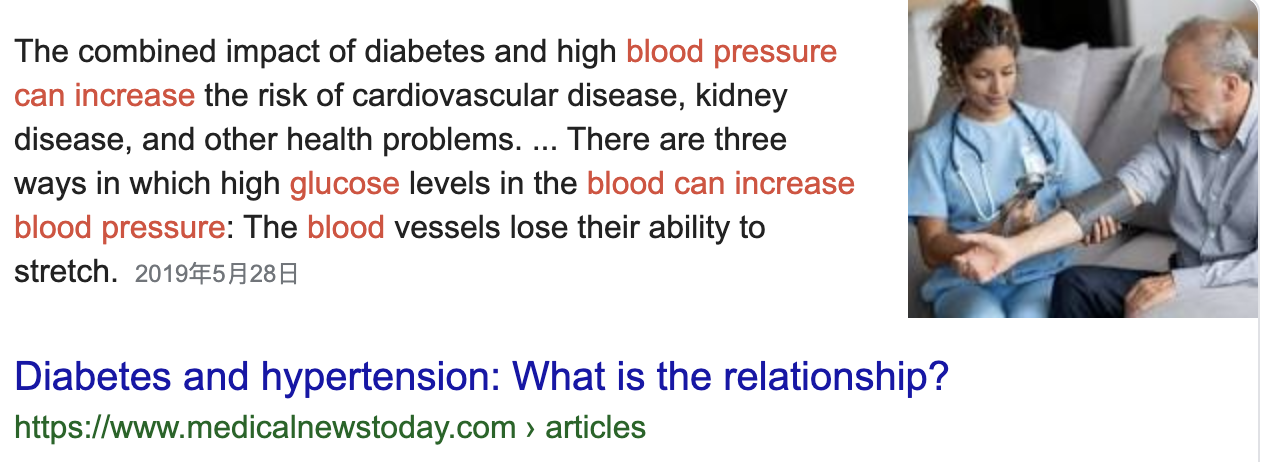 The combined impact of diabetes and high blood pressure
can increase the risk of cardiovascular disease, kidney
disease, and other health problems. ... There are three
ways in which high glucose levels in the blood can increase
blood pressure: The blood vessels lose their ability to
stretch. 2019年5月28日
Diabetes and hypertension: What is the relationship?
https://www.medicalnewstoday.com › articles